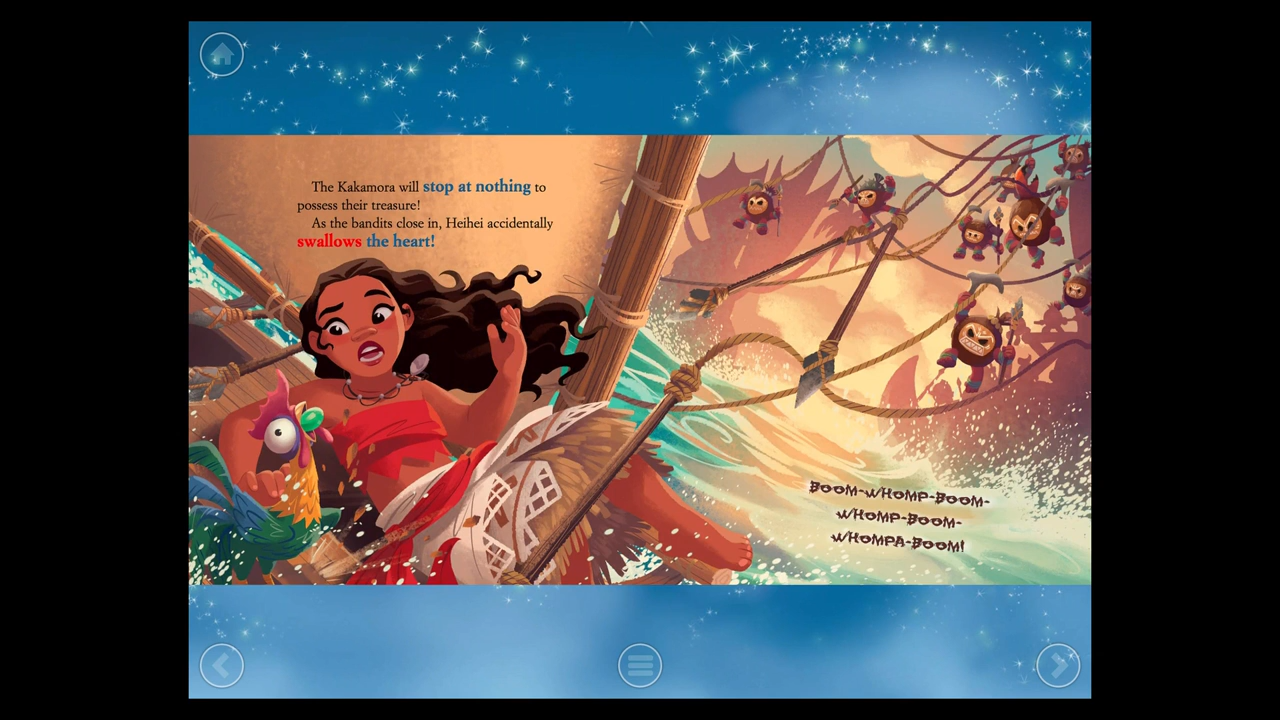 The Kakamora will stop at nothing to
possess their treasure!
As the bandits close in, Heihei accidentally
swallows the heart!
BOOM-WHOMP-BOOM-
WHOMP-BOOM-
WHOMPA-BOOM!